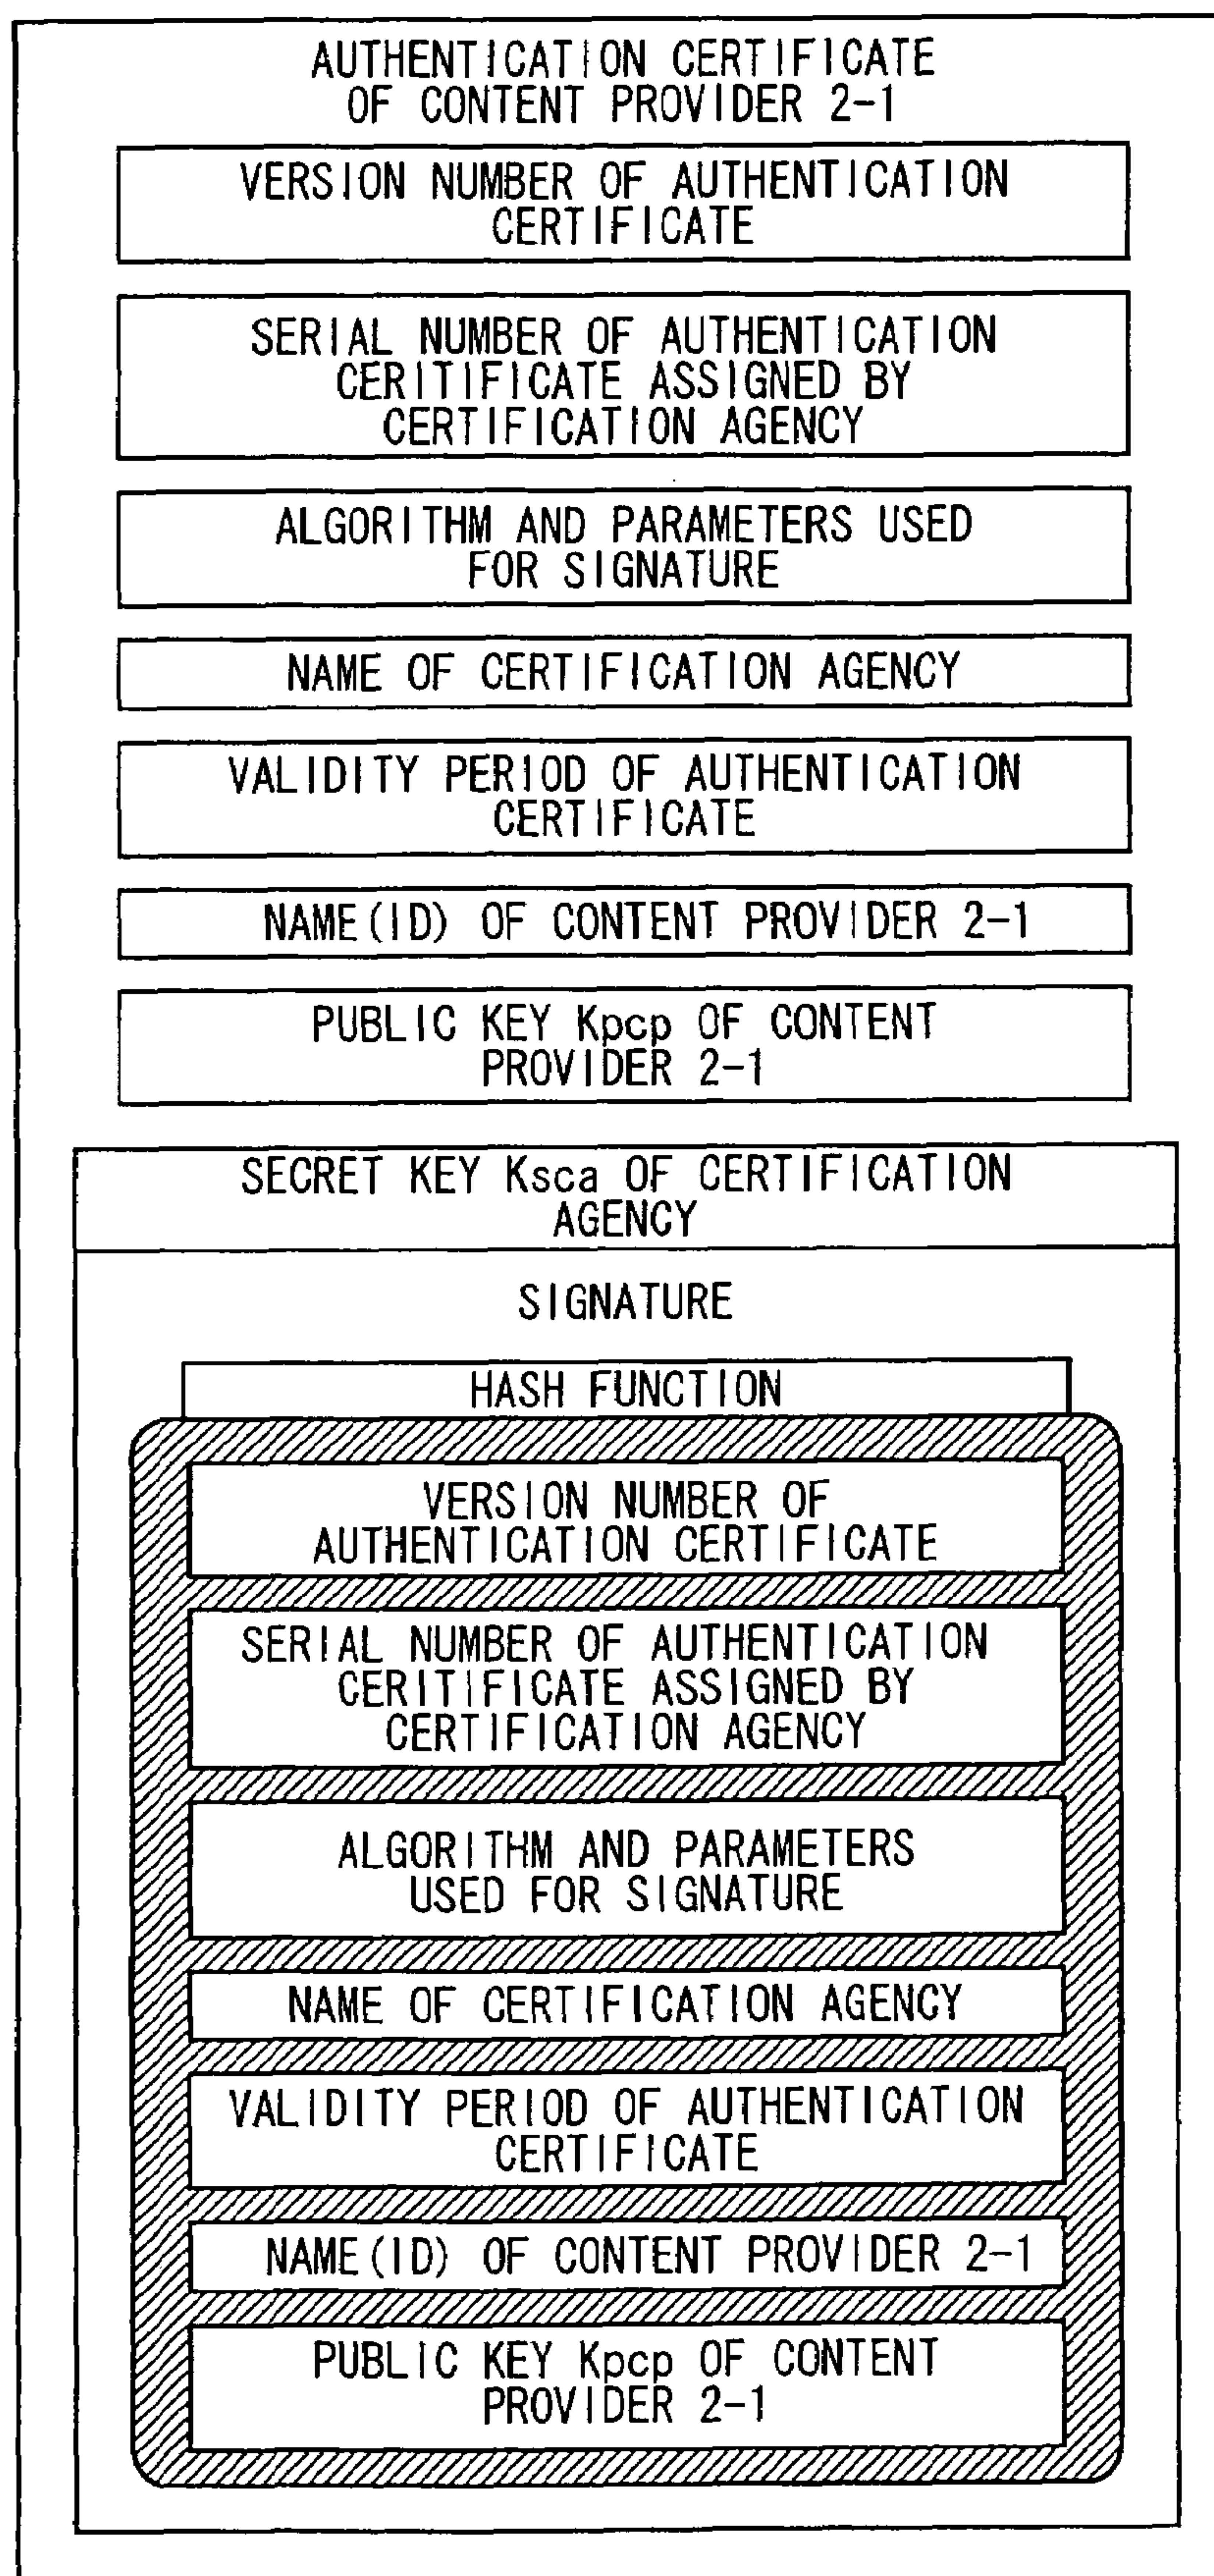 AUTHENTICATION CERTIFICATE
OF CONTENT PROVIDER 2-1
VERSION NUMBER OF AUTHENTICATION
CERTIFICATE
SERIAL NUMBER OF AUTHENTICATION
CERITIFICATE ASSIGNED BY
CERTIFICATION AGENCY
ALGORITHM AND PARAMETERS USED
FOR SIGNATURE
NAME OF CERTIFICATION AGENCY
VALIDITY PERIOD OF AUTHENTICATION
CERTIFICATE
NAME(ID) OF CONTENT PROVIDER 2-1
PUBLIC KEY Kpcp OF CONTENT
PROVIDER 2-1
SECRET KEY Ksca OF CERTIFICATION
AGENCY
SIGNATURE
HASH FUNCTION
VERSION NUMBER OF
AUTHENTICATION CERTIFICATE
SERIAL NUMBER OF AUTHENTICATION
CERITIFICATE ASSIGNED BY
CERTIFICATION AGENCY
ALGORITHM AND PARAMETERS
USED FOR SIGNATURE
NAME OF CERTIFICATION AGENCY
VALIDITY PERIOD OF AUTHENTICATION
CERTIFICATE
NAME(ID) OF CONTENT PROVIDER 2-1
PUBLIC KEY Kpcp OF CONTENT
PROVIDER 2-1